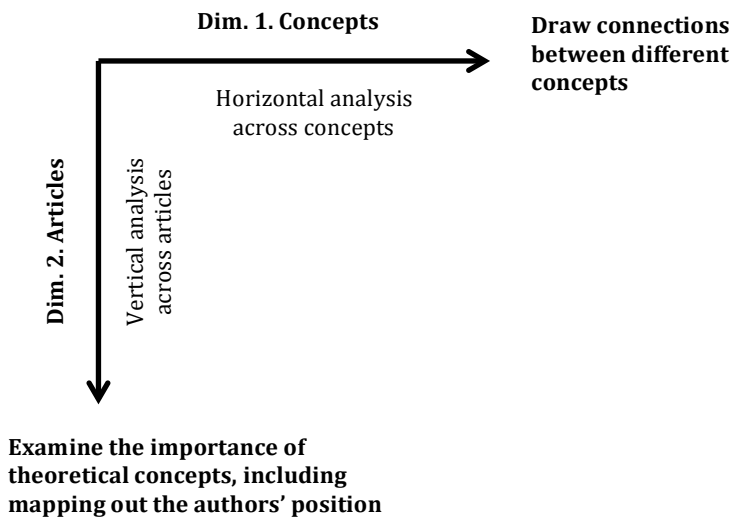 Dim. 1. Concepts
Draw connections
between different
concepts
Horizontal analysis
across concepts
Dim. 2. Articles
Vertical analysis
across articles
Examine the importance of
theoretical concepts, including
mapping out the authors’ position